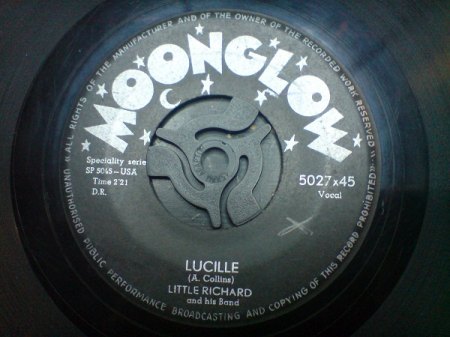 "ALL RIGHTS OF THE MANUFACTURER AND OF THE OWNER OF THE RECORDED WORK RESERVED
UNAUTHORISED PUBLIC PERFORMANCE BROADCASTING AND COPYING OF THIS RECORD PROHIBITED"
MOONGLOW
Speciality serie
SP 5045-USA
Time 2'21
D.R.
5027x45
Vocal
LUCILLE
(A. Collins)
LITTLE RICHARD
and his Band